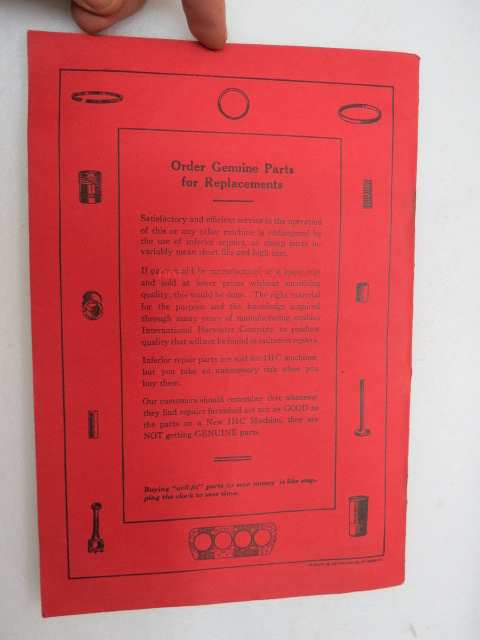 Order Genuine Parts
for Replacements
Satisfactory and efficient service in the operation
of this or any other machine is endangered by
the use of inferior repairs, as cheap parts in-
variably mean short life and high cost.
If quality could be manufactured at a
and sold at lower prices without sacrificing
quality, this would be done. The right material
for the purpose and the knowledge acquired
through many years of manufacturing enables
International Harvester Company to produce
quality that will not be found in imitation repairs.
Inferior repair parts are sold for IHC machines,
but you take an unnecessary risk when you
buy them.
Our customers should remember that whenever
they find repairs furnished are not as GOOD as
the parts on a New IHC Machine, they are
NOT getting GENUINE parts.
Buying "will fit" parts to save money is like stop-
ping the clock to save time.